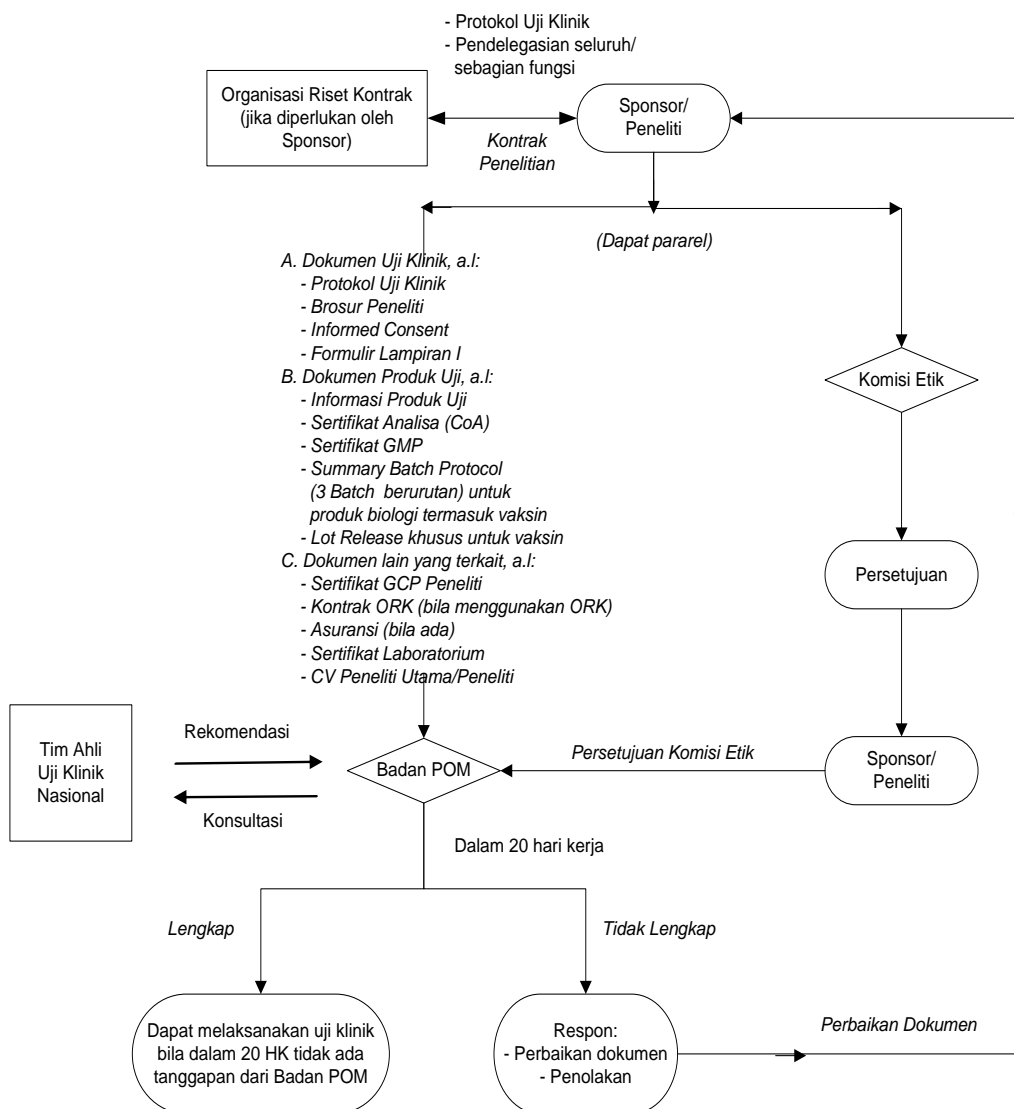 - Protokol Uji Klinik
- Pendelegasian seluruh/
sebagian fungsi
Organisasi Riset Kontrak
(jika diperlukan oleh
Sponsor)
Kontrak
Penelitian
Sponsor/
Peneliti
(Dapat pararel)
A. Dokumen Uji Klinik, a.l:
- Protokol Uji Klinik
- Brosur Peneliti
- Informed Consent
- Formulir Lampiran I
B. Dokumen Produk Uji, a.l:
- Informasi Produk Uji
- Sertifikat Analisa (CoA)
- Sertifikat GMP
- Summary Batch Protocol
(3 Batch berurutan) untuk
produk biologi termasuk vaksin
- Lot Release khusus untuk vaksin
C. Dokumen lain yang terkait, a.l:
- Sertifikat GCP Peneliti
- Kontrak ORK (bila menggunakan ORK)
- Asuransi (bila ada)
- Sertifikat Laboratorium
- CV Peneliti Utama/Peneliti
Komisi Etik
Persetujuan
Sponsor/
Peneliti
Persetujuan Komisi Etik
Tim Ahli
Uji Klinik
Nasional
Rekomendasi
Konsultasi
Badan POM
Dalam 20 hari kerja
Lengkap
Tidak Lengkap
Dapat melaksanakan uji klinik
bila dalam 20 HK tidak ada
tanggapan dari Badan POM
Respon:
- Perbaikan dokumen
- Penolakan
Perbaikan Dokumen